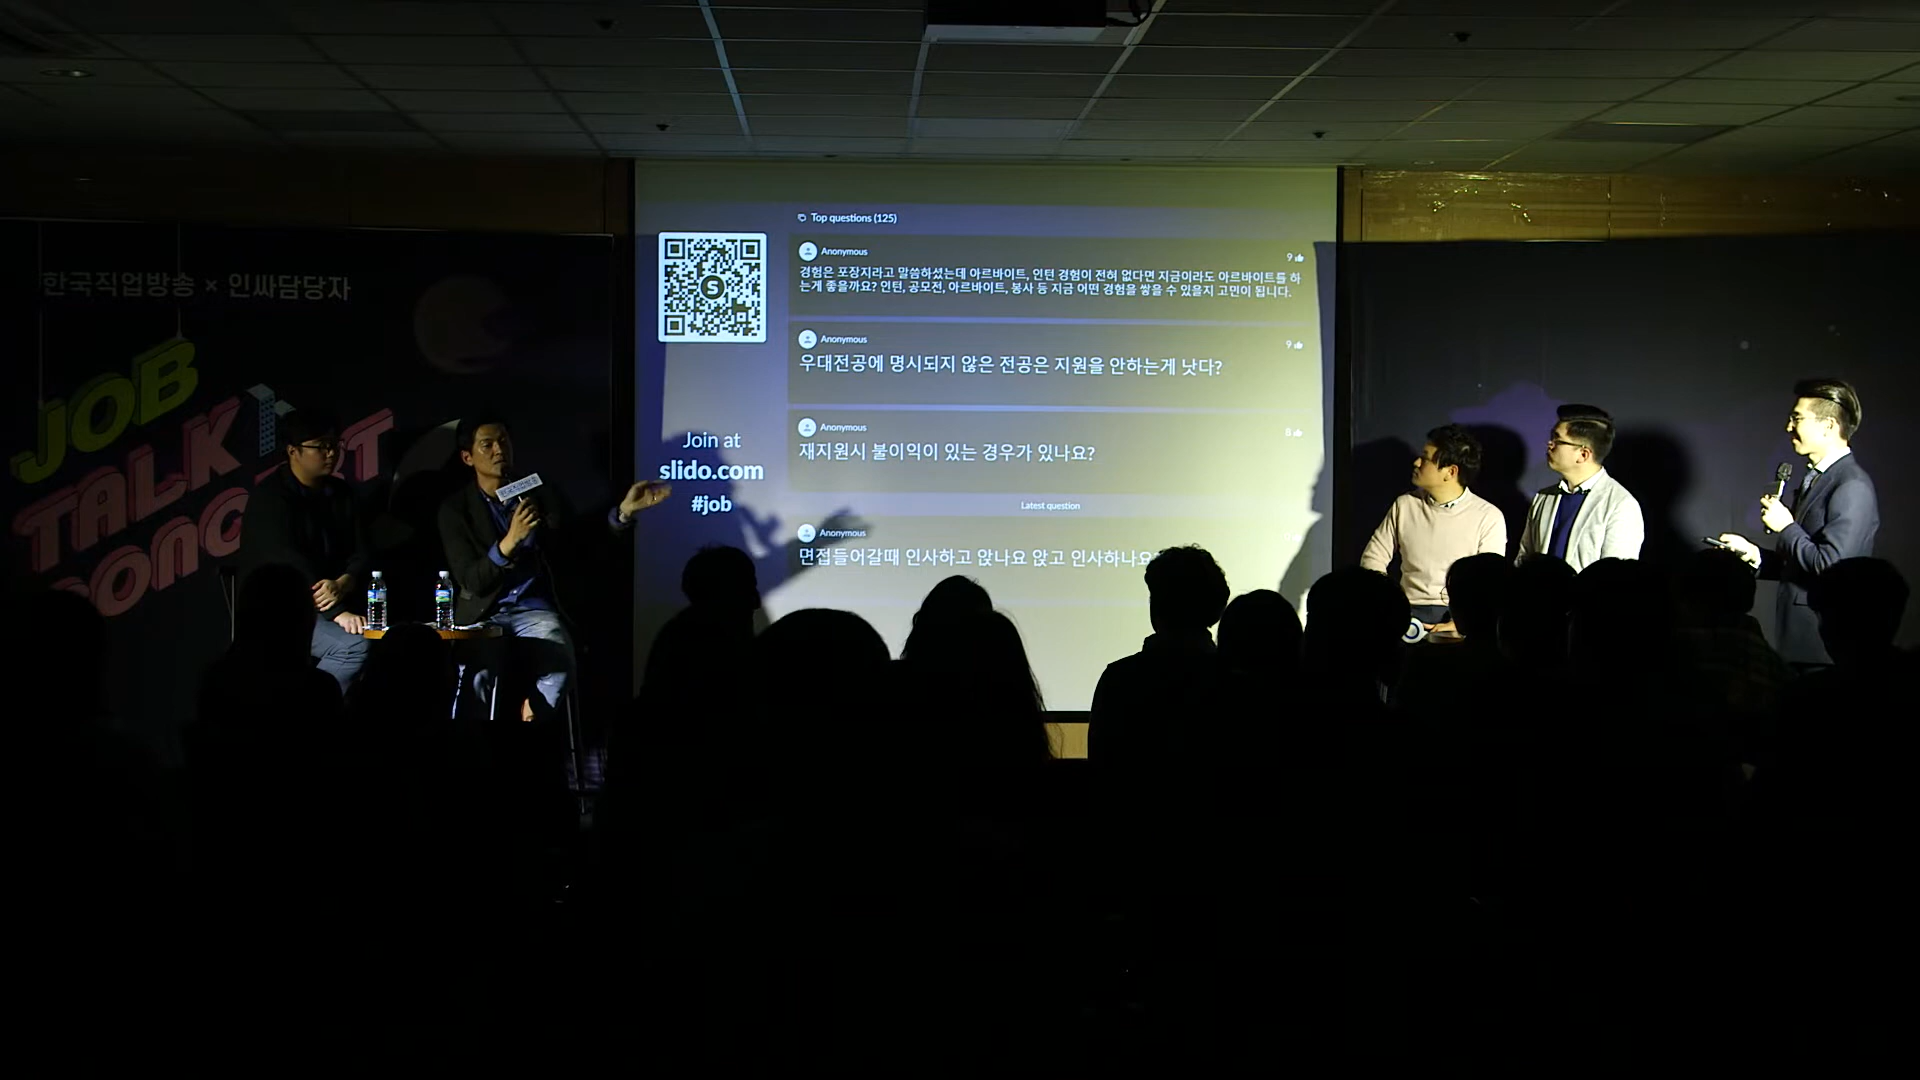 한국직업방송 × 인싸담당자
JOB
TALK
CONCERT
Join at
slido.com
#job
Top questions (125)
Anonymous
9
경험은 포장지라고 말씀하셨는데 아르바이트, 인턴 경험이 전혀 없다면 지금이라도 아르바이트를 하
는게 좋을까요? 인턴, 공모전, 아르바이트, 봉사 등 지금 어떤 경험을 쌓을 수 있을지 고민이 됩니다.
Anonymous
9
우대전공에 명시되지 않은 전공은 지원을 안하는게 낫다?
Anonymous
8
재지원시 불이익이 있는 경우가 있나요?
Latest question
Anonymous
면접들어갈때 인사하고 앉나요 앉고 인사하나요?
한국직업방송